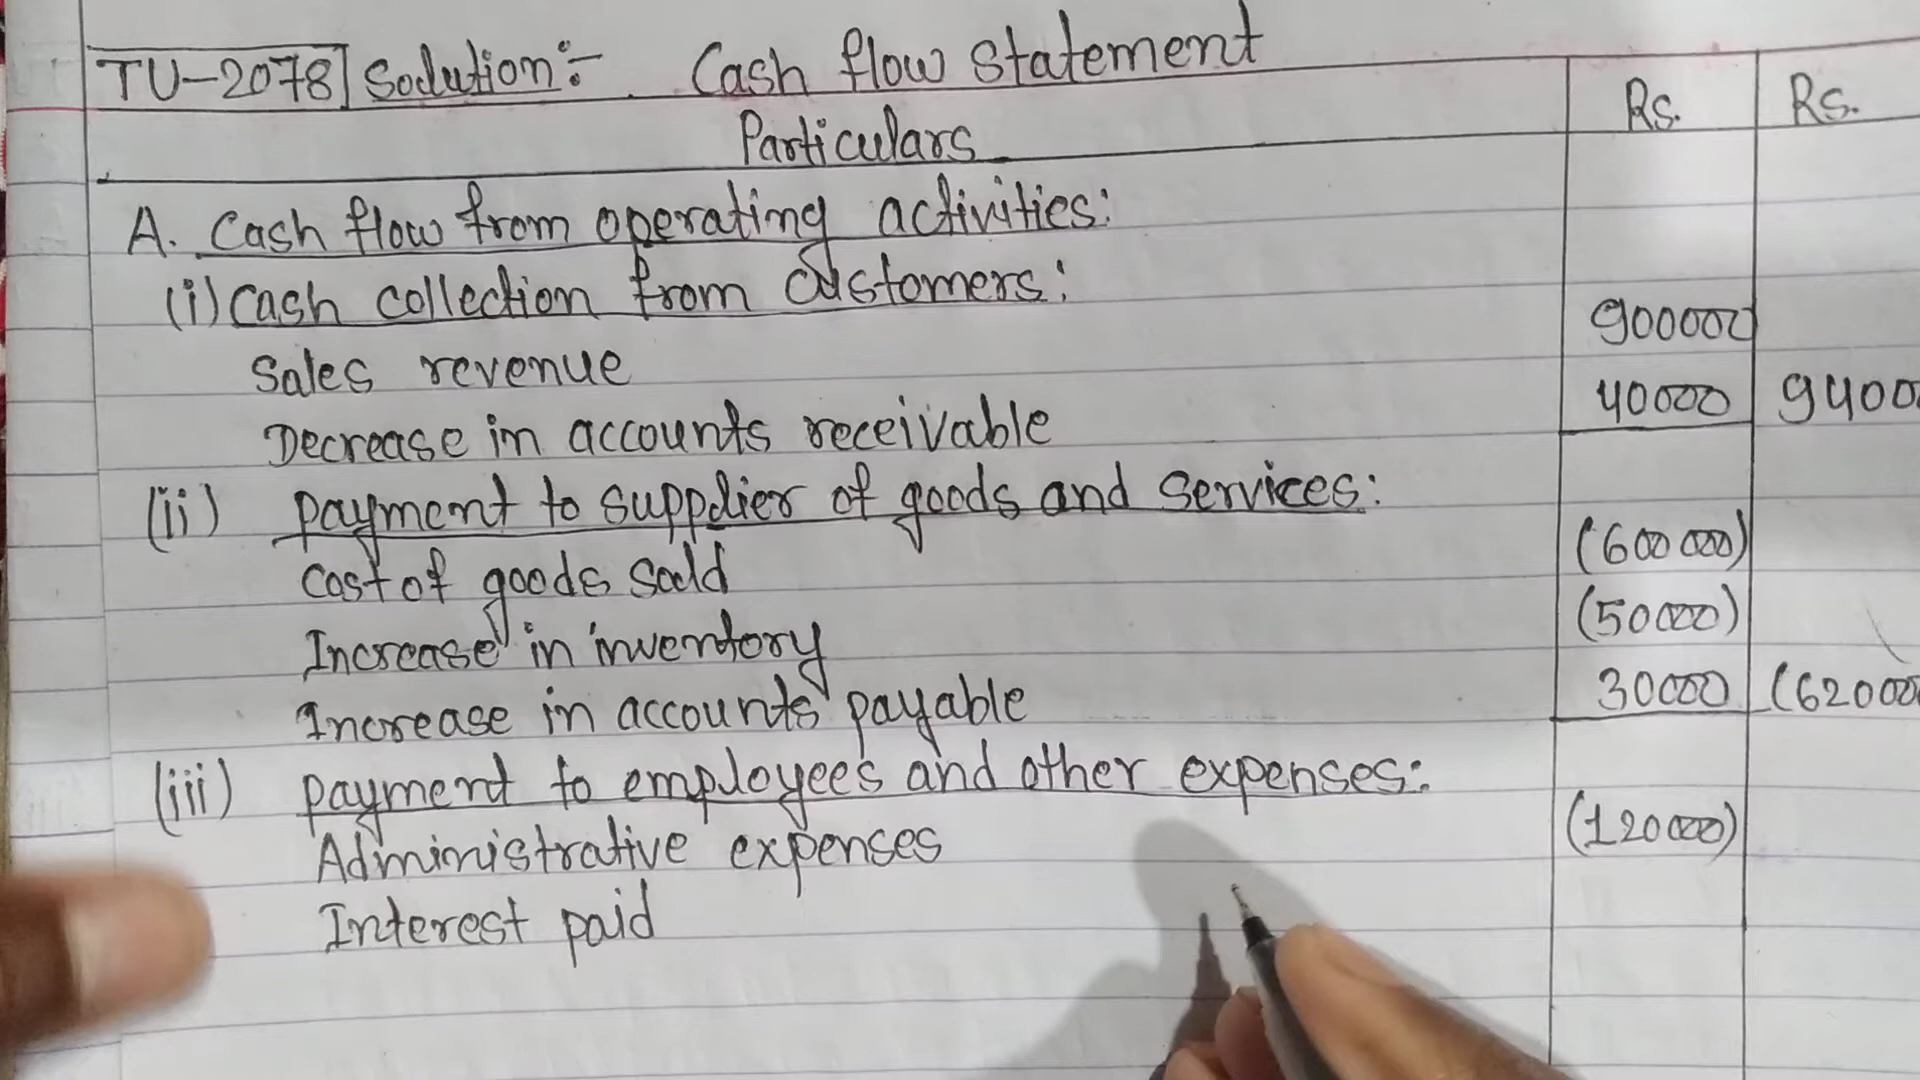 TU-2078] Solution:- Cash flow statement
Particulars Rs. Rs.
A. Cash flow from operating activities:
(i) Cash collection from customers:
Sales revenue 900000
Decrease in accounts receivable 40000 9400
(ii) payment to supplier of goods and services:
Cost of goods sold (600000)
Increase in inventory (50000)
Increase in accounts payable 30000 (62000
(iii) payment to employees and other expenses:
Administrative expenses (120000)
Interest paid